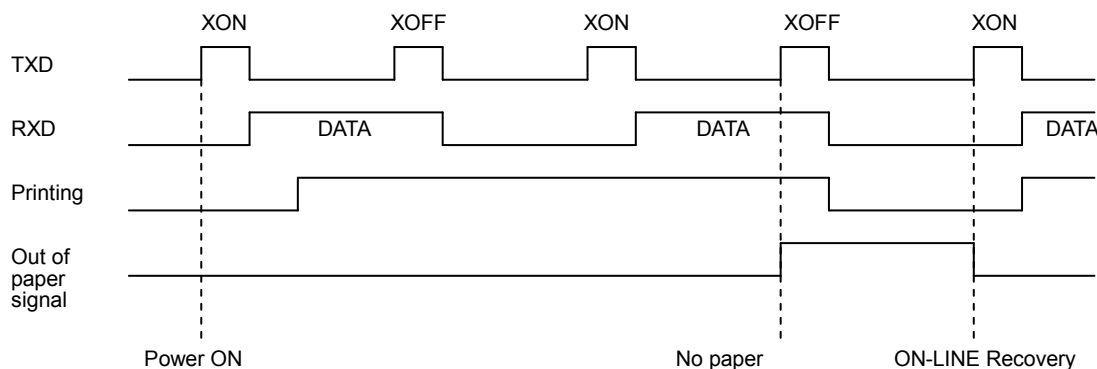 XON XOFF XON XOFF XON
TXD
RXD DATA DATA DATA
Printing
Out of
paper
signal
Power ON No paper ON-LINE Recovery